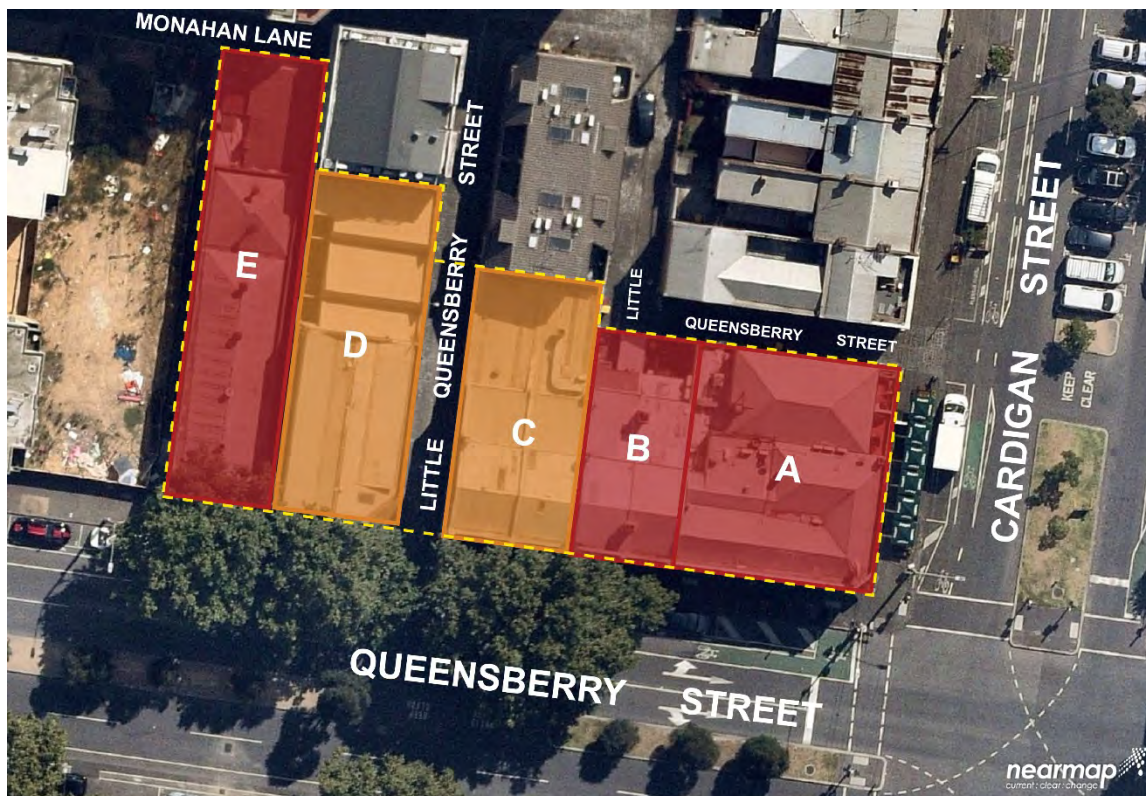 MONAHAN LANE
LITTLE QUEENSBERRY STREET
LITTLE
QUEENSBERRY STREET
CARDIGAN STREET
KEEP
CLEAR
E
D
C
B
A
QUEENSBERRY STREET
nearmap
current : clear : change